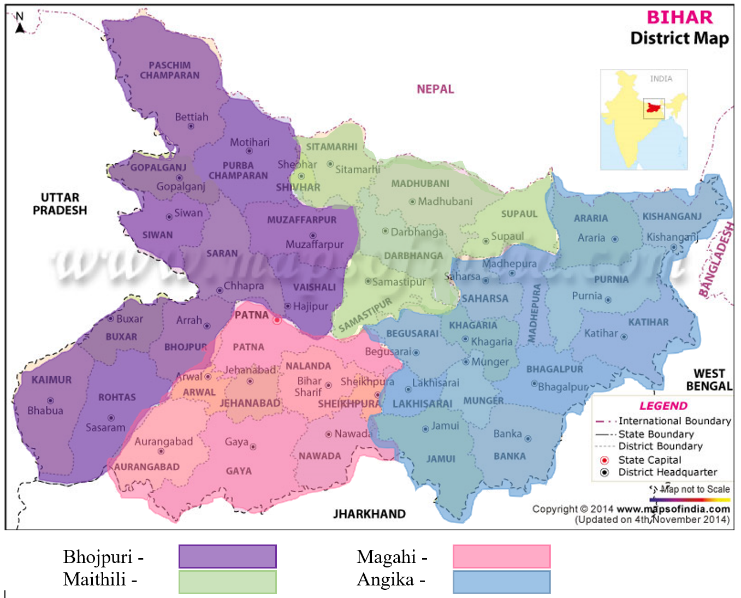 BIHAR
District Map
N
INDIA
NEPAL
UTTAR
PRADESH
PASCHIM
CHAMPARAN
Bettiah
Motihari
PURBA
CHAMPARAN
GOPALGANJ
Gopalganj
SITAMARHI
Sitamarhi
Sheohar
SHIVHAR
MADHUBANI
Madhubani
SUPAUL
Supaul
ARARIA
Araria
KISHANGANJ
Kishanganj
BANGLADESH
Siwan
SIWAN
MUZAFFARPUR
Muzaffarpur
Darbhanga
DARBHANGA
SARAN
www.mapsofindia.com
Chhapra
VAISHALI
Hajipur
Samastipur
SAMASTIPUR
Madhepura
Saharsa
SAHARSA
MADHEPURA
PURNIA
Purnia
KATIHAR
Katihar
Buxar
BUXAR
Arrah
BHOJPUR
PATNA
PATNA
BEGUSARAI
Begusarai
KHAGARIA
Khagaria
Munger
MUNGER
BHAGALPUR
Bhagalpur
WEST
BENGAL
KAIMUR
Bhabua
ROHTAS
Sasaram
Arwal
ARWAL
Jehanabad
JEHANABAD
NALANDA
Bihar
Sharif
Sheikhpura
SHEIKHPURA
Lakhisarai
LAKHISARAI
Aurangabad
AURANGABAD
Gaya
GAYA
Nawada
NAWADA
Jamui
JAMUI
Banka
BANKA
JHARKHAND
LEGEND
International Boundary
State Boundary
District Boundary
State Capital
District Headquarter
Map not to Scale
Copyright © 2014 www.mapsofindia.com
(Updated on 4th November 2014)
Bhojpuri -
Magahi -
Maithili -
Angika -